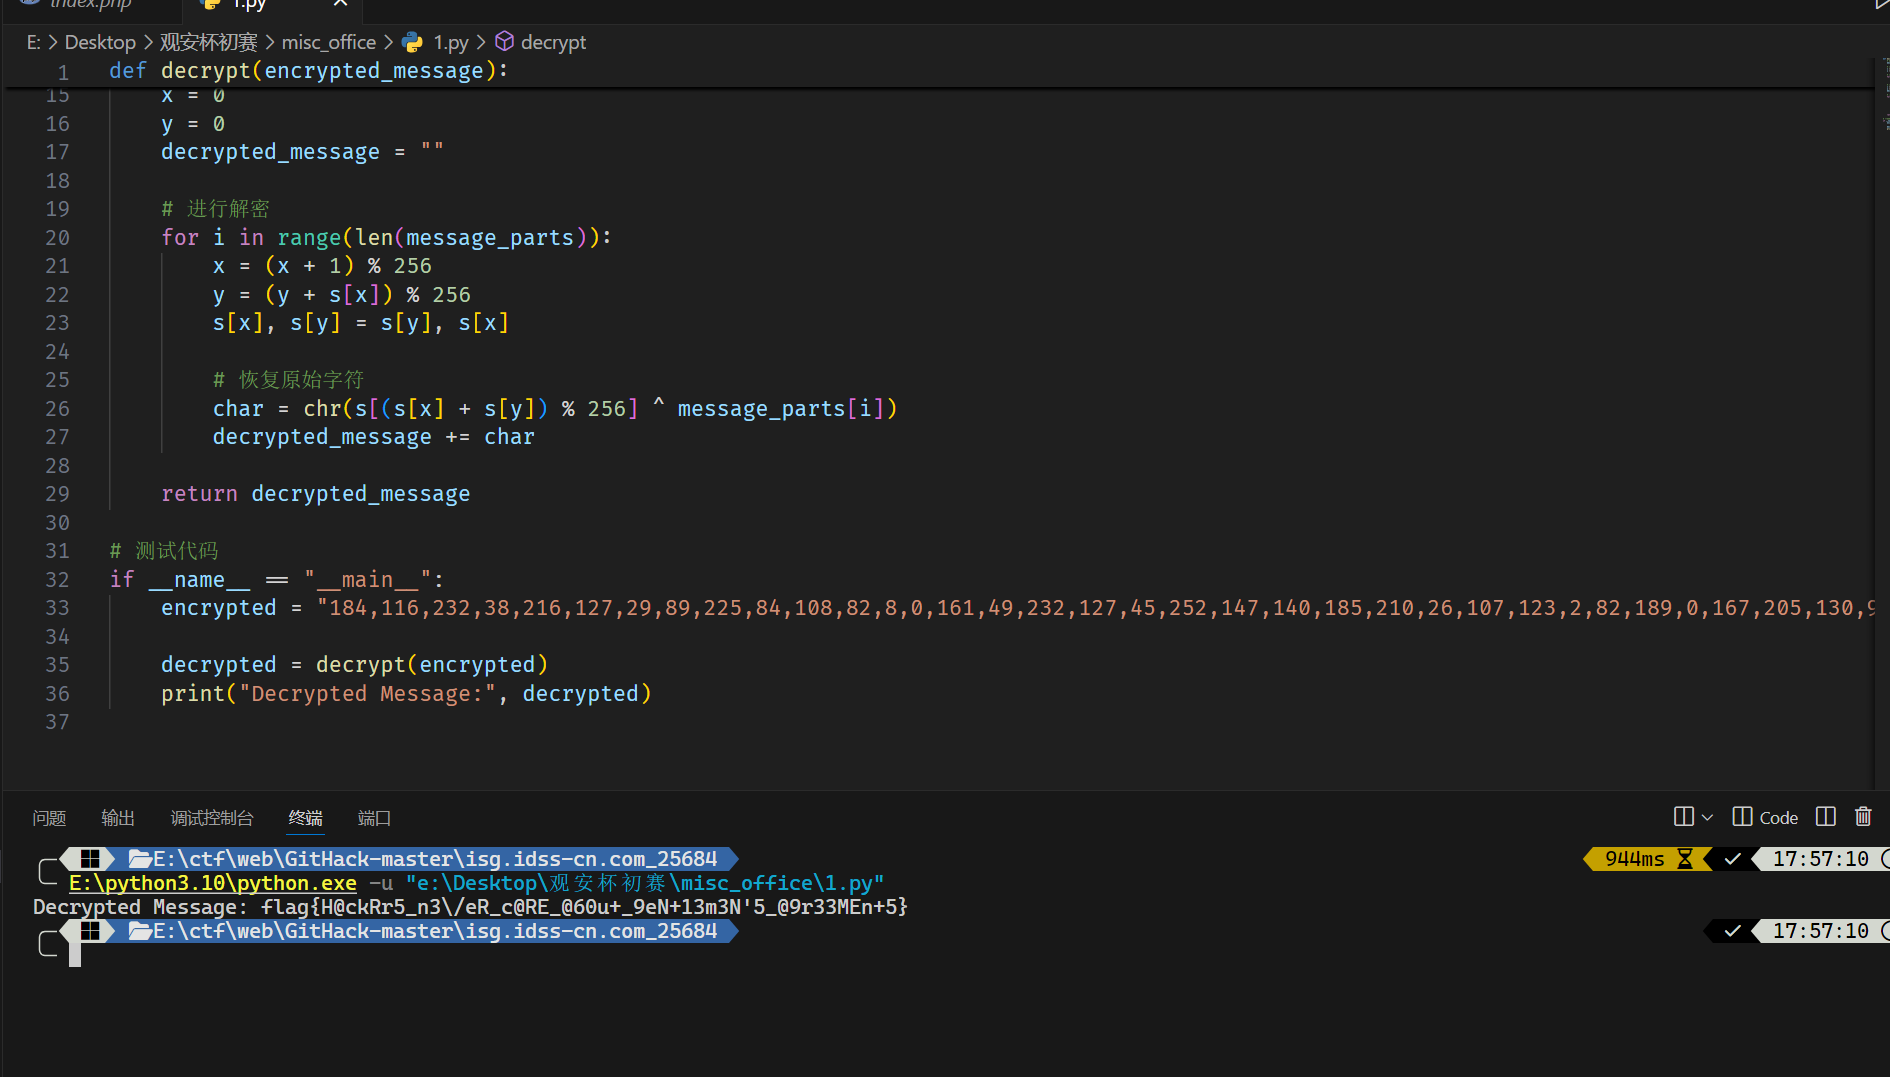 index.php 1.py
E: > Desktop > 观安杯初赛 > misc_office > 1.py > decrypt
1 def decrypt(encrypted_message):
15 x = 0
16 y = 0
17 decrypted_message = ""
18
19 # 进行解密
20 for i in range(len(message_parts)):
21 x = (x + 1) % 256
22 y = (y + s[x]) % 256
23 s[x], s[y] = s[y], s[x]
24
25 # 恢复原始字符
26 char = chr(s[(s[x] + s[y]) % 256] ^ message_parts[i])
27 decrypted_message += char
28
29 return decrypted_message
30
31 # 测试代码
32 if __name__ == "__main__":
33 encrypted = "184,116,232,38,216,127,29,89,225,84,108,82,8,0,161,49,232,127,45,252,147,140,185,210,26,107,123,2,82,189,0,167,205,130,9
34
35 decrypted = decrypt(encrypted)
36 print("Decrypted Message:", decrypted)
37
问题 输出 调试控制台 终端 端口 Code
E:\ctf\web\GitHack-master\isg.idss-cn.com_25684 944ms 17:57:10
E:\python3.10\python.exe -u "e:\Desktop\观安杯初赛\misc_office\1.py"
Decrypted Message: flag{H@ckRr5_n3\/eR_c@RE_@60u+_9eN+13m3N'5_@9r33MEn+5}
E:\ctf\web\GitHack-master\isg.idss-cn.com_25684 17:57:10